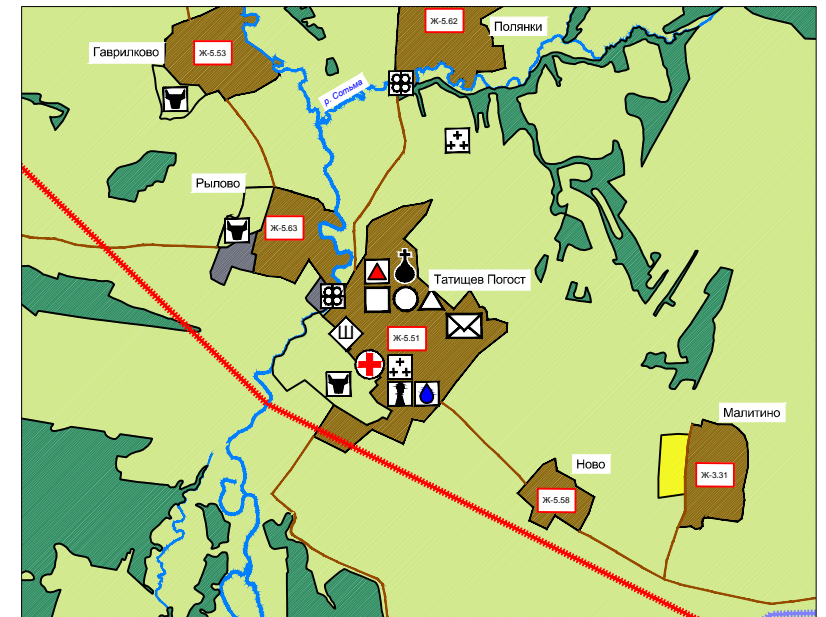 Ж-5.62
Полянки
Гаврилково
Ж-5.53
р. Сотьма
Рылово
Ж-5.63
Татищев Погост
Ш
Ж-5.51
Малитино
Ново
Ж-3.31
Ж-5.58